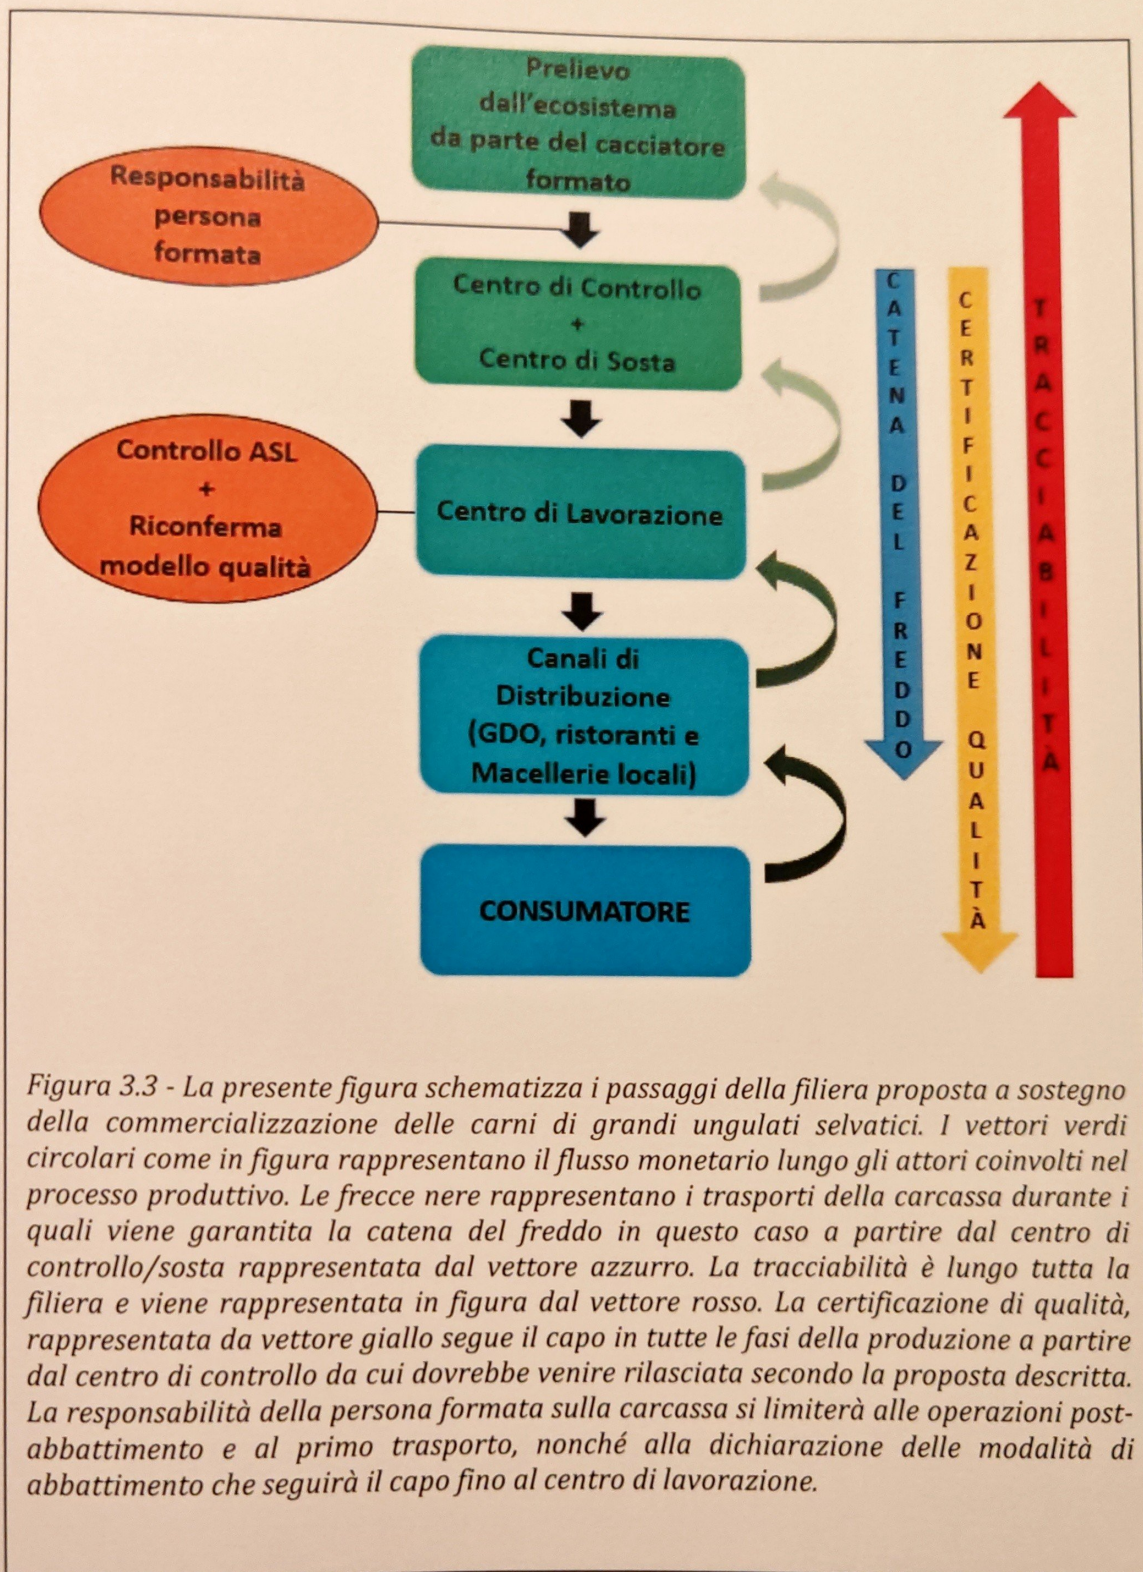 Prelievo
dall'ecosistema
da parte del cacciatore
formato
Responsabilità
persona
formata
Centro di Controllo
+
Centro di Sosta
Controllo ASL
+
Riconferma
modello qualità
Centro di Lavorazione
Canali di
Distribuzione
(GDO, ristoranti e
Macellerie locali)
CONSUMATORE
CATENA DEL FREDDO
CERTIFICAZIONE QUALITÀ
TRACCIABILITÀ
Figura 3.3 - La presente figura schematizza i passaggi della filiera proposta a sostegno
della commercializzazione delle carni di grandi ungulati selvatici. I vettori verdi
circolari come in figura rappresentano il flusso monetario lungo gli attori coinvolti nel
processo produttivo. Le frecce nere rappresentano i trasporti della carcassa durante i
quali viene garantita la catena del freddo in questo caso a partire dal centro di
controllo/sosta rappresentata dal vettore azzurro. La tracciabilità è lungo tutta la
filiera e viene rappresentata in figura dal vettore rosso. La certificazione di qualità,
rappresentata da vettore giallo segue il capo in tutte le fasi della produzione a partire
dal centro di controllo da cui dovrebbe venire rilasciata secondo la proposta descritta.
La responsabilità della persona formata sulla carcassa si limiterà alle operazioni post-
abbattimento e al primo trasporto, nonché alla dichiarazione delle modalità di
abbattimento che seguirà il capo fino al centro di lavorazione.